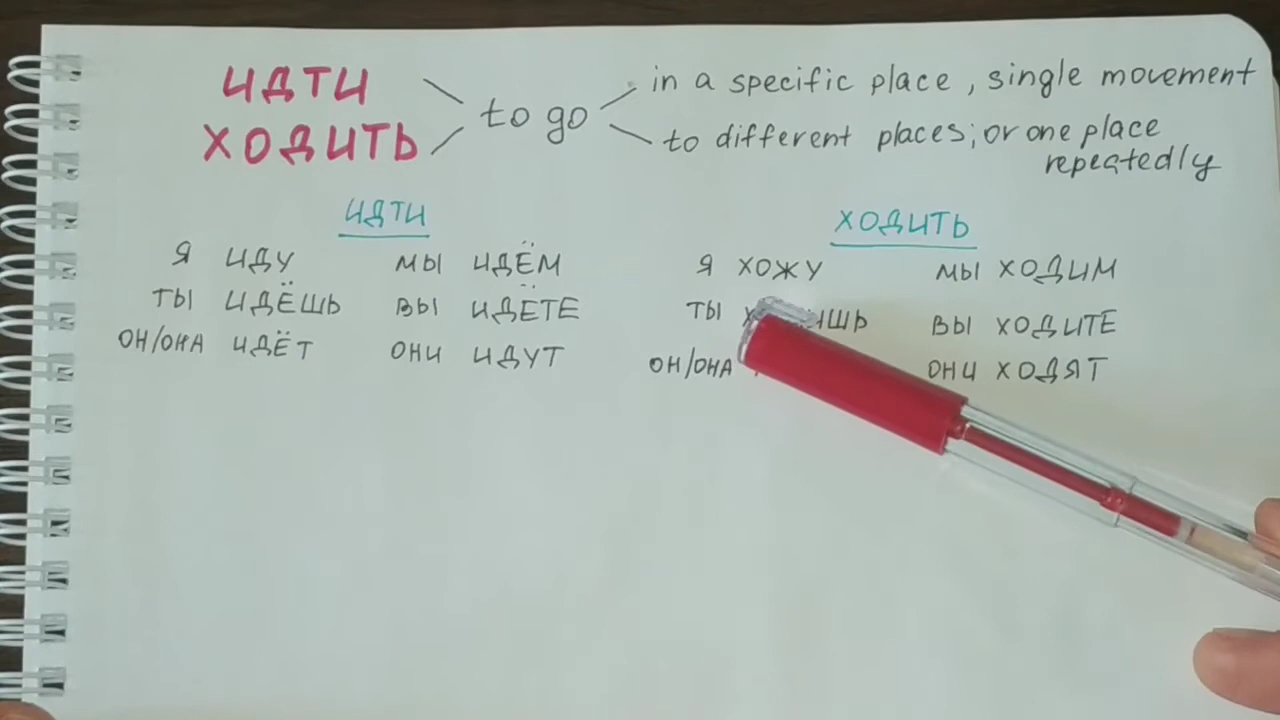 ИДТИ
ХОДИТЬ
to go
in a specific place, single movement
to different places; or one place
repeatedly
ИДТИ
Я ИДУ
ТЫ ИДЁШЬ
ОН/ОНА ИДЁТ
МЫ ИДЁМ
ВЫ ИДЁТЕ
ОНИ ИДУТ
ХОДИТЬ
Я ХОЖУ
ТЫ
ОН/ОНА
МЫ ХОДИМ
ВЫ ХОДИТЕ
ОНИ ХОДЯТ